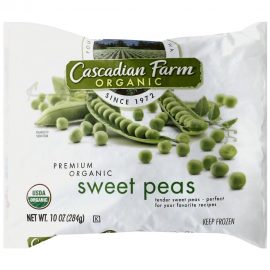 Cascadian Farm
ORGANIC
SINCE 1972
PREMIUM
ORGANIC
sweet peas
tender sweet peas - perfect
for your favorite recipes
USDA
ORGANIC
NET WT. 10 OZ (284g)
K
KEEP FROZEN